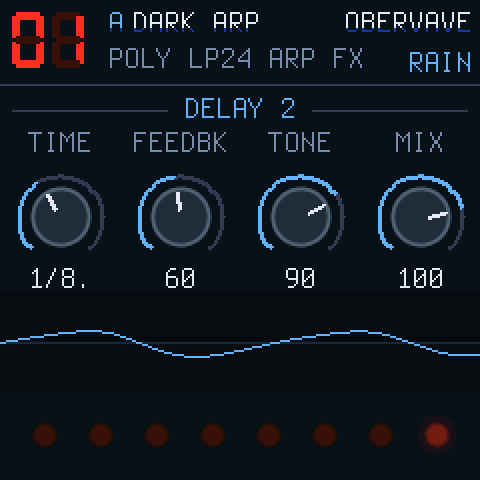 01 A DARK ARP OBERWAVE
POLY LP24 ARP FX RAIN
DELAY 2
TIME FEEDBK TONE MIX
1/8. 60 90 100